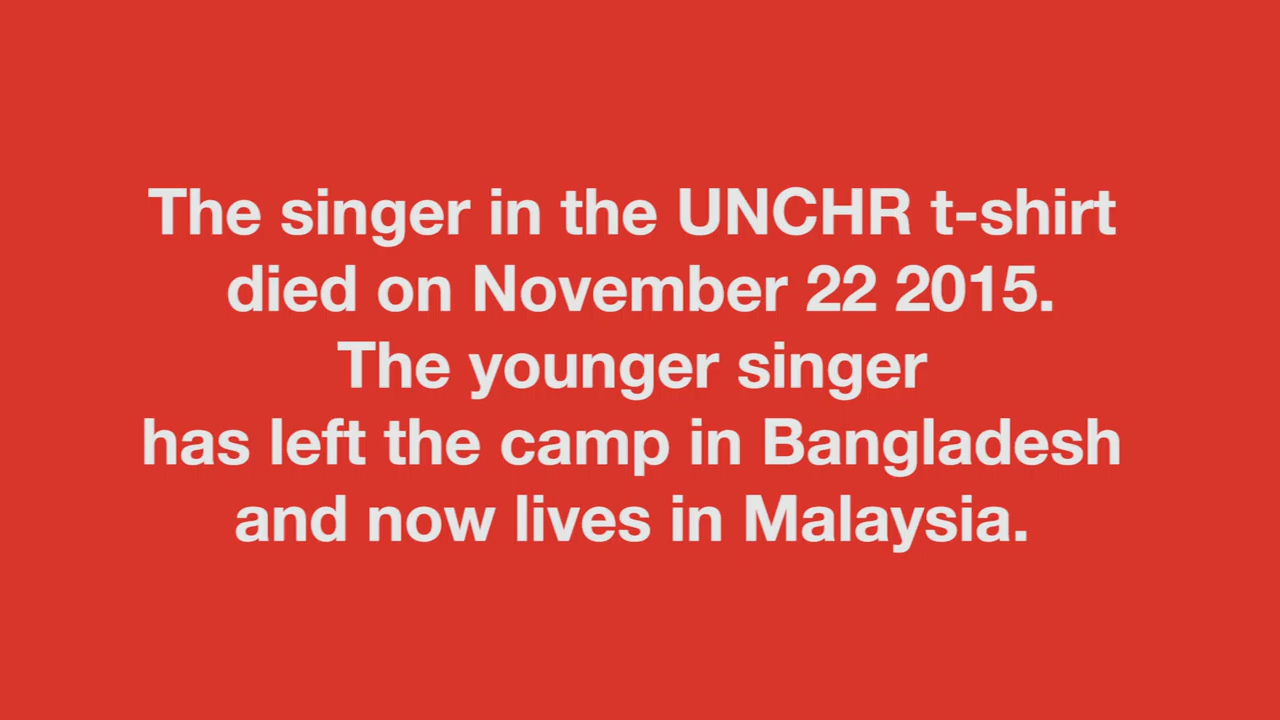 The singer in the UNCHR t-shirt
died on November 22 2015.
The younger singer
has left the camp in Bangladesh
and now lives in Malaysia.